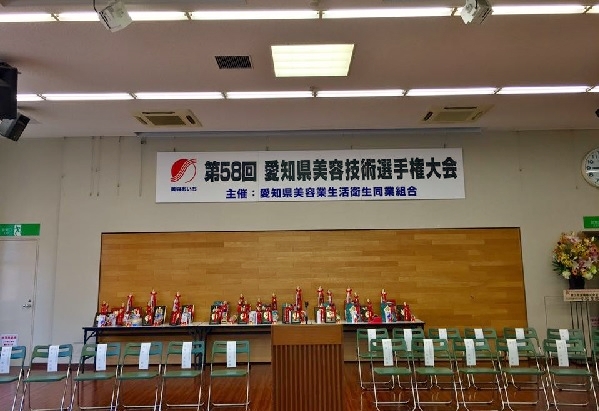 第58回 愛知県美容技術選手権大会
主催：愛知県美容業生活衛生同業組合